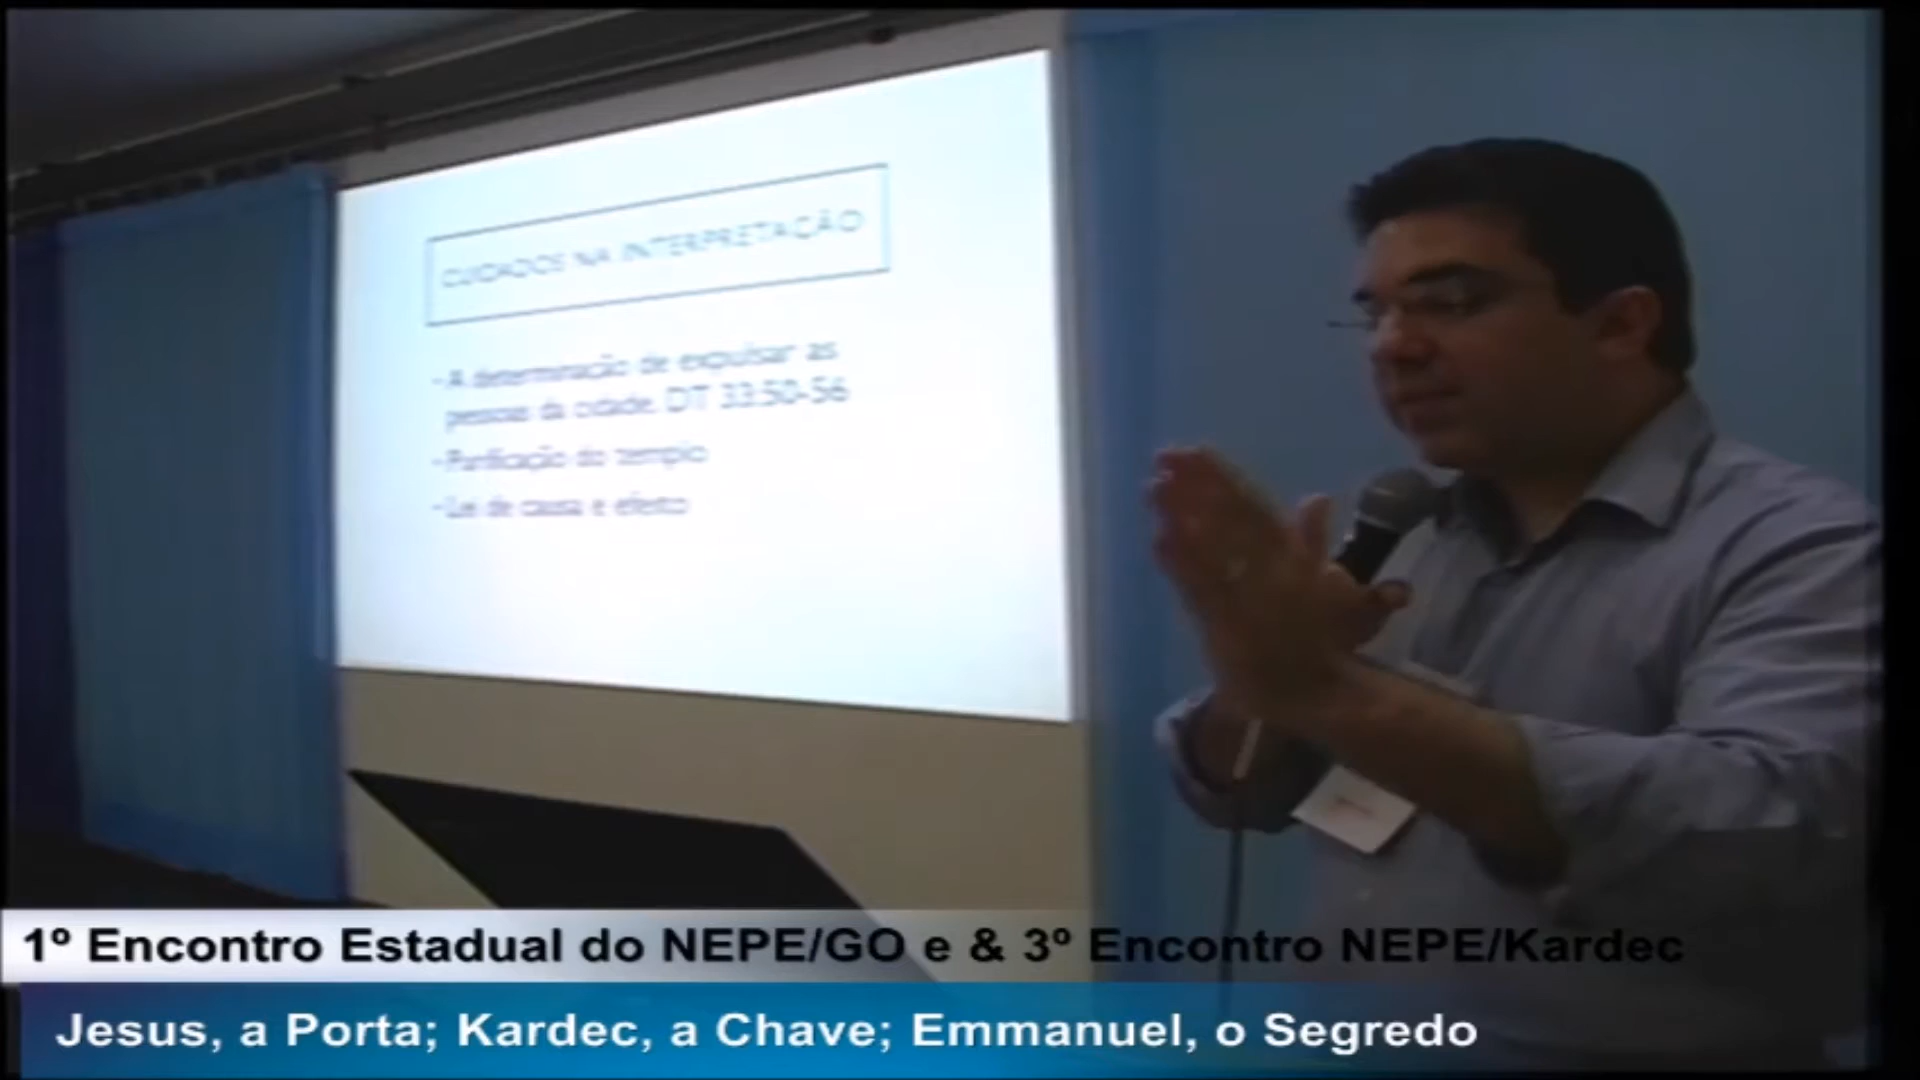 CUIDADOS NA INTERPRETAÇÃO
- A determinação de expulsar as
pessoas da cidade. DT 33:50-56
- Purificação do templo
- Lei de causa e efeito
1º Encontro Estadual do NEPE/GO e & 3º Encontro NEPE/Kardec
Jesus, a Porta; Kardec, a Chave; Emmanuel, o Segredo